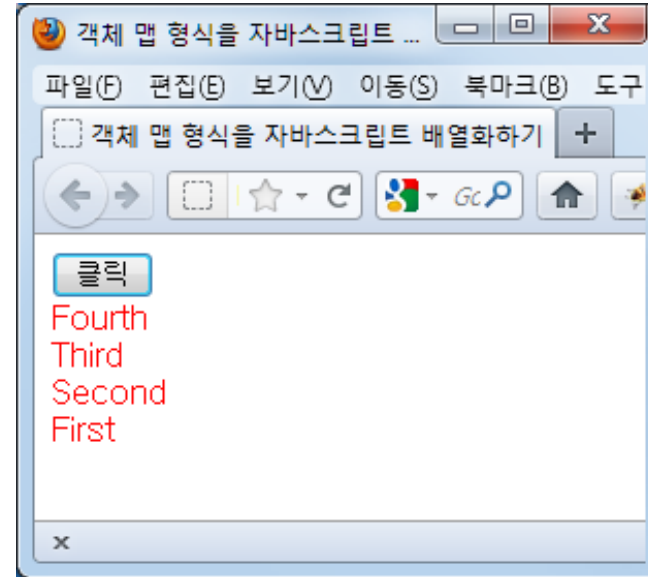 객체 맵 형식을 자바스크립트 ...
파일(F) 편집(E) 보기(V) 이동(S) 북마크(B) 도구
객체 맵 형식을 자바스크립트 배열화하기 +
클릭
Fourth
Third
Second
First
×